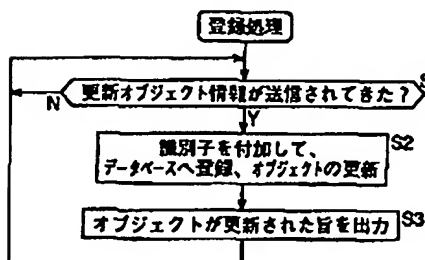 登録処理
更新オブジェクト情報が送信されてきた？
N
Y
識別子を付加して、
データベースへ登録、オブジェクトの更新
S2
オブジェクトが更新された旨を出力
S3